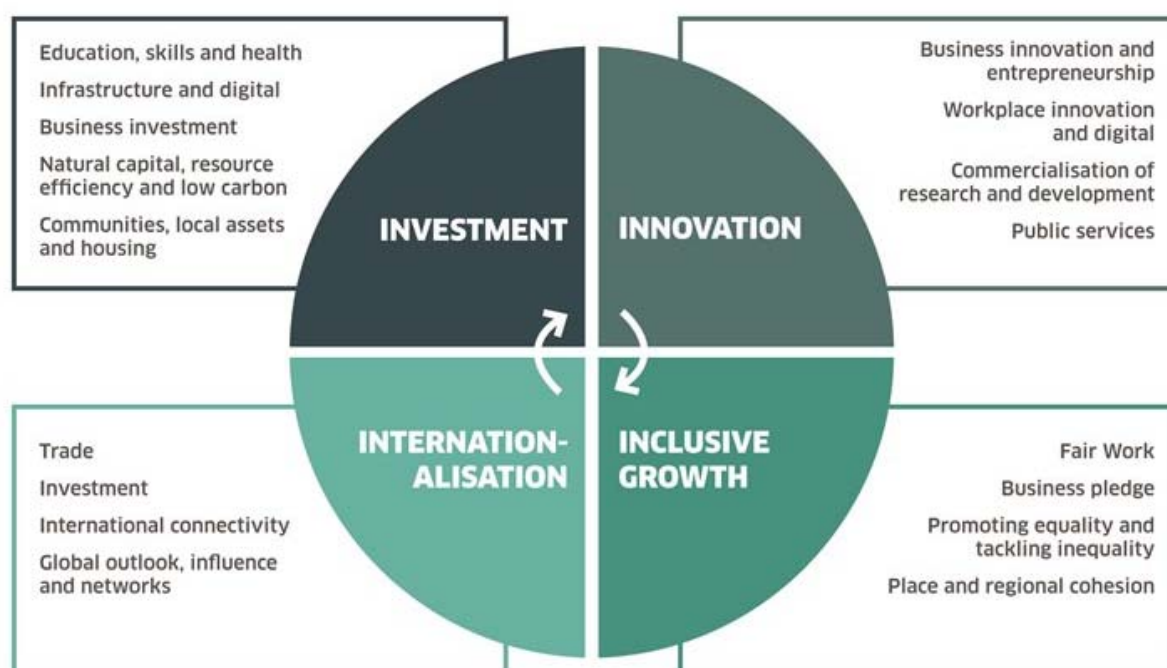 Education, skills and health
Infrastructure and digital
Business investment
Natural capital, resource
efficiency and low carbon
Communities, local assets
and housing
INVESTMENT
INNOVATION
Business innovation and
entrepreneurship
Workplace innovation
and digital
Commercialisation of
research and development
Public services
Trade
Investment
International connectivity
Global outlook, influence
and networks
INTERNATION-
ALISATION
INCLUSIVE
GROWTH
Fair Work
Business pledge
Promoting equality and
tackling inequality
Place and regional cohesion